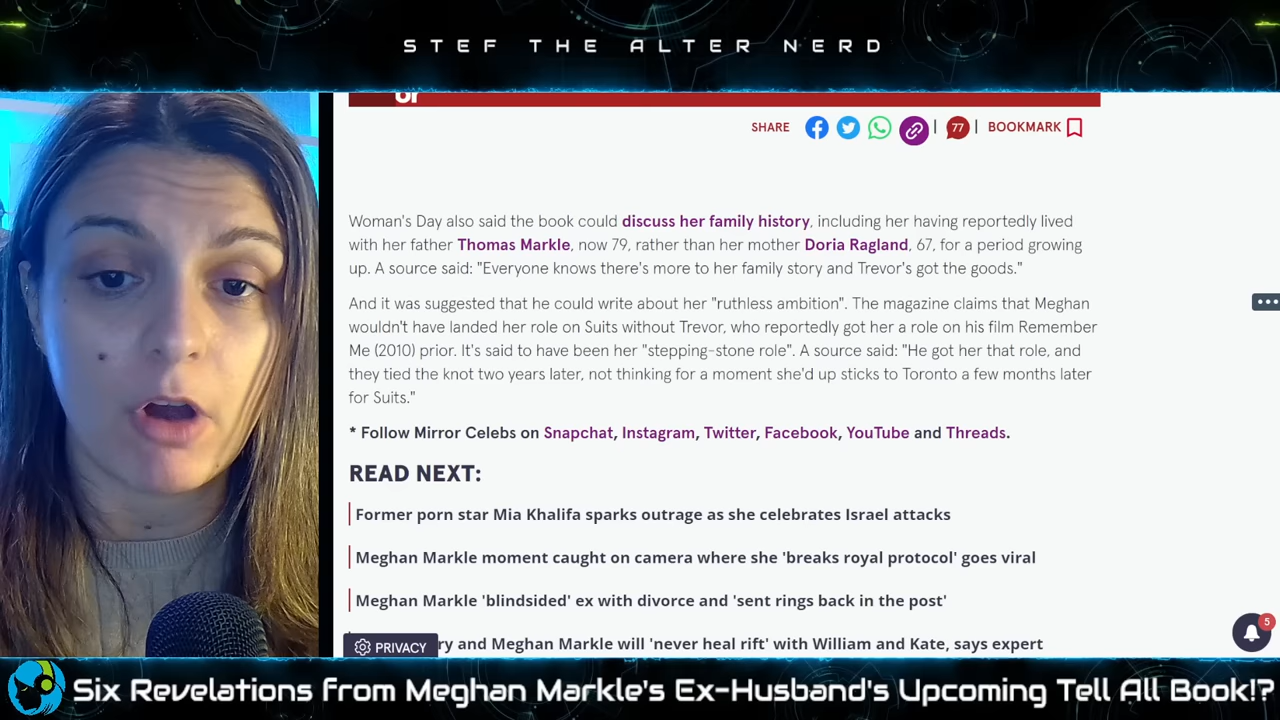 STEF THE ALTER NERD
or
SHARE | 77 | BOOKMARK
Woman's Day also said the book could discuss her family history, including her having reportedly lived
with her father Thomas Markle, now 79, rather than her mother Doria Ragland, 67, for a period growing
up. A source said: "Everyone knows there's more to her family story and Trevor's got the goods."
And it was suggested that he could write about her "ruthless ambition". The magazine claims that Meghan
wouldn't have landed her role on Suits without Trevor, who reportedly got her a role on his film Remember
Me (2010) prior. It's said to have been her "stepping-stone role". A source said: "He got her that role, and
they tied the knot two years later, not thinking for a moment she'd up sticks to Toronto a few months later
for Suits."
* Follow Mirror Celebs on Snapchat, Instagram, Twitter, Facebook, YouTube and Threads.
READ NEXT:
Former porn star Mia Khalifa sparks outrage as she celebrates Israel attacks
Meghan Markle moment caught on camera where she 'breaks royal protocol' goes viral
Meghan Markle 'blindsided' ex with divorce and 'sent rings back in the post'
ry and Meghan Markle will 'never heal rift' with William and Kate, says expert
PRIVACY
5
Six Revelations from Meghan Markle's Ex-Husband's Upcoming Tell All Book!?